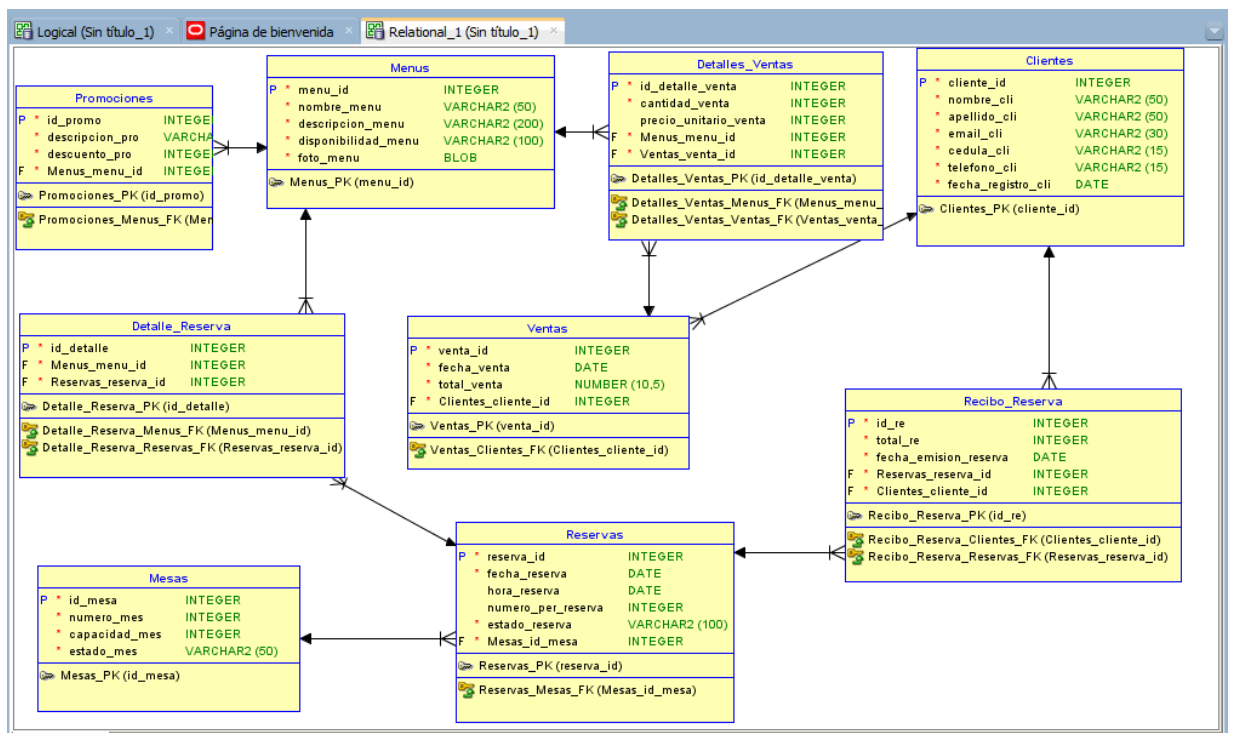 Logical (Sin título_1) Página de bienvenida Relational_1 (Sin título_1)
Promociones
P * id_promo INTEGE
* descripcion_pro VARCHA
* descuento_pro INTEGE
F * Menus_menu_id INTEGE
Promociones_PK (id_promo)
Promociones_Menus_FK (Men
Menus
P * menu_id INTEGER
* nombre_menu VARCHAR2 (50)
* descripcion_menu VARCHAR2 (200)
* disponibilidad_menu VARCHAR2 (100)
* foto_menu BLOB
Menus_PK (menu_id)
Detalles_Ventas
P * id_detalle_venta INTEGER
* cantidad_venta INTEGER
precio_unitario_venta INTEGER
F * Menus_menu_id INTEGER
F * Ventas_venta_id INTEGER
Detalles_Ventas_PK (id_detalle_venta)
Detalles_Ventas_Menus_FK (Menus_menu_
Detalles_Ventas_Ventas_FK (Ventas_venta_
Clientes
P * cliente_id INTEGER
* nombre_cli VARCHAR2 (50)
* apellido_cli VARCHAR2 (50)
* email_cli VARCHAR2 (30)
* cedula_cli VARCHAR2 (15)
* telefono_cli VARCHAR2 (15)
* fecha_registro_cli DATE
Clientes_PK (cliente_id)
Detalle_Reserva
P * id_detalle INTEGER
F * Menus_menu_id INTEGER
F * Reservas_reserva_id INTEGER
Detalle_Reserva_PK (id_detalle)
Detalle_Reserva_Menus_FK (Menus_menu_id)
Detalle_Reserva_Reservas_FK (Reservas_reserva_id)
Ventas
P * venta_id INTEGER
* fecha_venta DATE
* total_venta NUMBER (10,5)
F * Clientes_cliente_id INTEGER
Ventas_PK (venta_id)
Ventas_Clientes_FK (Clientes_cliente_id)
Recibo_Reserva
P * id_re INTEGER
* total_re INTEGER
* fecha_emision_reserva DATE
F * Reservas_reserva_id INTEGER
F * Clientes_cliente_id INTEGER
Recibo_Reserva_PK (id_re)
Recibo_Reserva_Clientes_FK (Clientes_cliente_id)
Recibo_Reserva_Reservas_FK (Reservas_reserva_id)
Mesas
P * id_mesa INTEGER
* numero_mes INTEGER
* capacidad_mes INTEGER
* estado_mes VARCHAR2 (50)
Mesas_PK (id_mesa)
Reservas
P * reserva_id INTEGER
* fecha_reserva DATE
hora_reserva DATE
numero_per_reserva INTEGER
* estado_reserva VARCHAR2 (100)
F * Mesas_id_mesa INTEGER
Reservas_PK (reserva_id)
Reservas_Mesas_FK (Mesas_id_mesa)